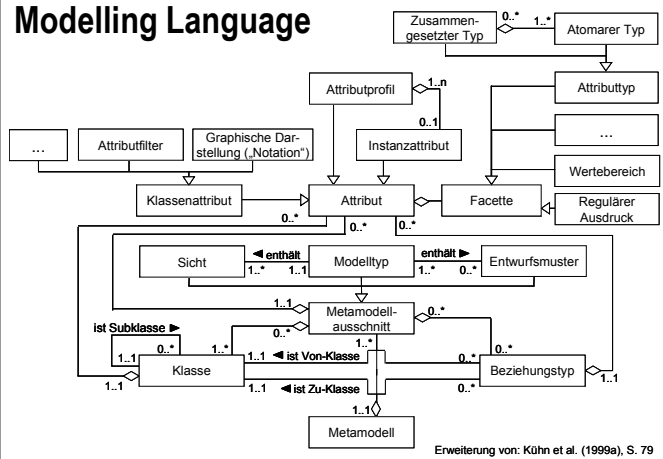 Modelling Language
Zusammen-
gesetzter Typ
0..*
1..*
Atomarer Typ
Attributprofil
1..n
Attributtyp
0..1
...
Attributfilter
Graphische Dar-
stellung („Notation“)
Instanzattribut
...
Wertebereich
Klassenattribut
Attribut
Facette
Regulärer
Ausdruck
0..*
0..*
0..*
Sicht
◄ enthält
1..*
1..1
Modelltyp
enthält ►
1..*
0..*
Entwurfsmuster
1..1
Metamodell-
ausschnitt
0..*
0..*
ist Subklasse ►
0..*
1..1
1..*
1..*
0..*
Klasse
1..1
◄ ist Von-Klasse
0..*
Beziehungstyp
1..1
1..1
1..1
◄ ist Zu-Klasse
0..*
1..1
Metamodell
Erweiterung von: Kühn et al. (1999a), S. 79